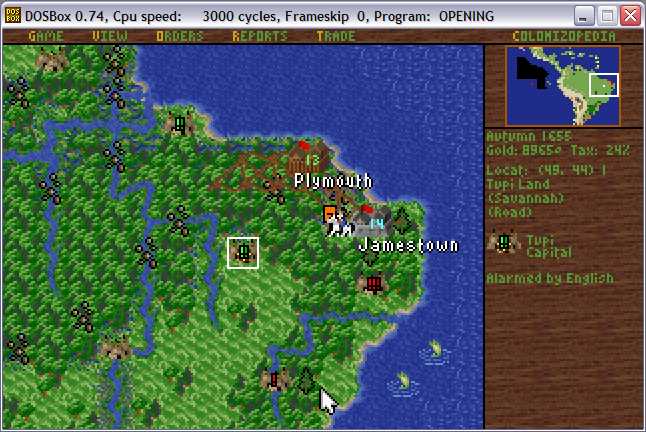 DOSBox 0.74, Cpu speed: 3000 cycles, Frameskip 0, Program: OPENING
GAME VIEW ORDERS REPORTS TRADE COLONIZOPEDIA
Autumn 1655
Gold: 8965¢ Tax: 24%
Locat: (49, 44) 1
Tupi Land
(Savannah)
(Road)
Tupi
Capital
Alarmed by English
13
Plymouth
14
Jamestown